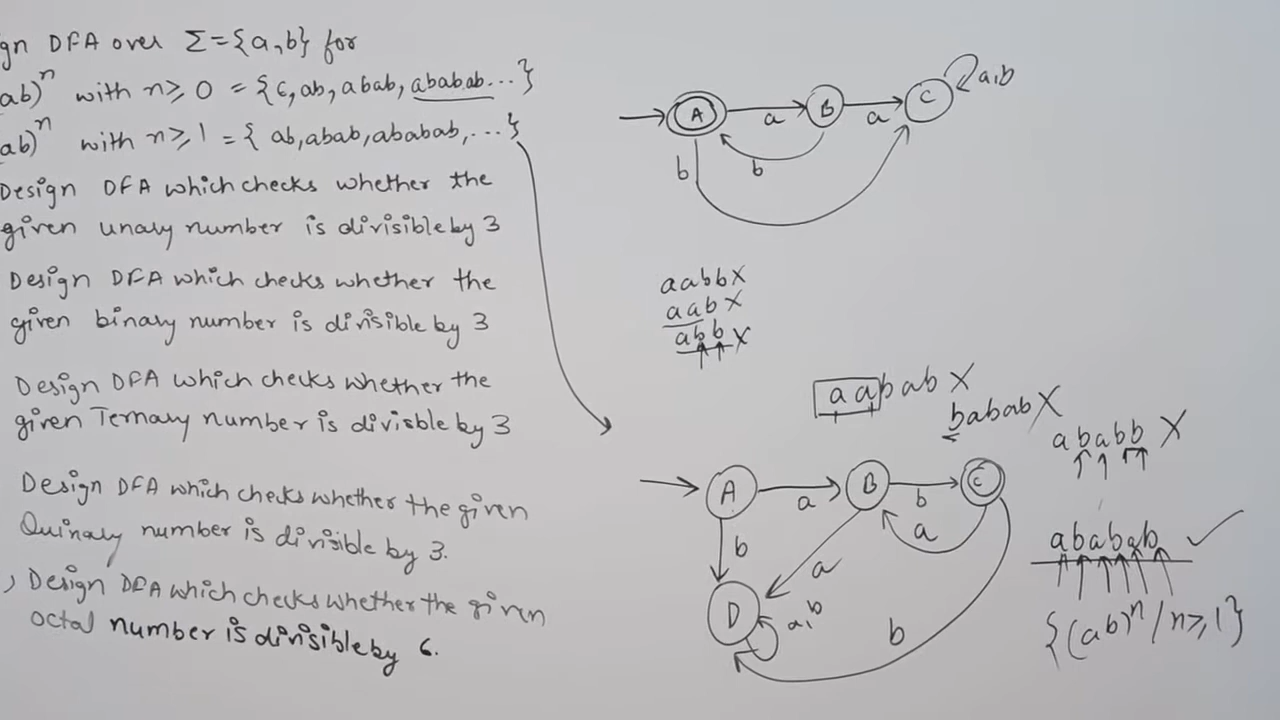 gn DFA over Σ={a,b} for
ab)ⁿ with n≥0 = {ε, ab, abab, ababab...}
ab)ⁿ with n≥1 = { ab,abab,ababab,...}
Design DFA which checks whether the
given unary number is divisible by 3
Design DFA which checks whether the
given binary number is divisible by 3
Design DFA which checks whether the
given Ternary number is divisble by 3
Design DFA which checks whether the given
Quinary number is divisible by 3.
) Design DFA which checks whether the given
octal number is divisible by 6.
A
a
B
a
C
a,b
b
b
aabb X
aab X
abb X
aabab X
babab X
ababb X
A
a
B
b
C
a
b
a
D
a,b
b
ababab ✓
{(ab)ⁿ / n≥1}